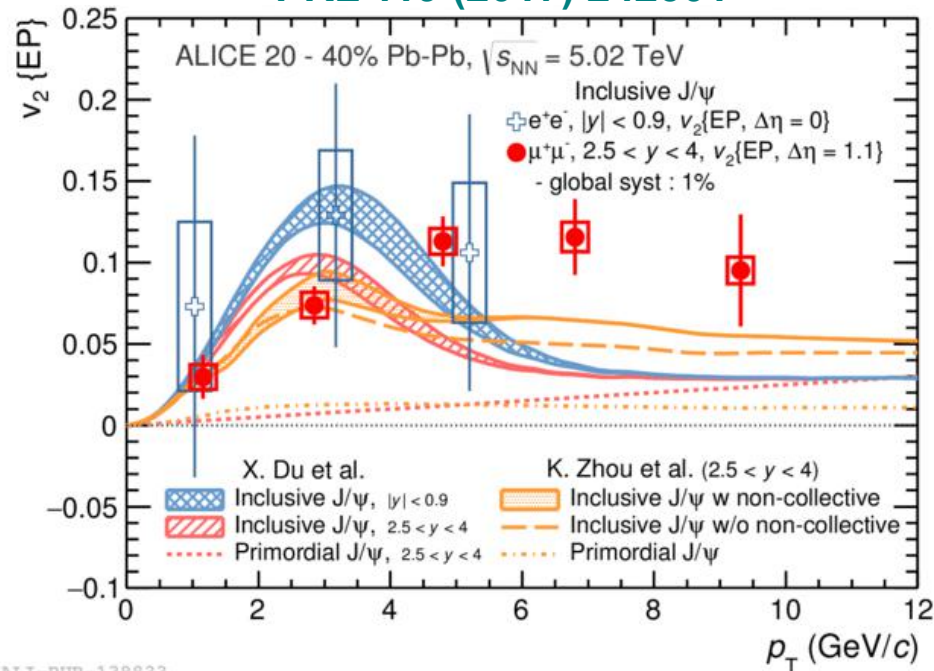 PRL 119 (2017) 242301
ALICE 20 - 40% Pb-Pb, √sNN = 5.02 TeV
Inclusive J/ψ
e+e-, |y| < 0.9, v2{EP, Δη = 0}
μ+μ-, 2.5 < y < 4, v2{EP, Δη = 1.1}
- global syst : 1%
v2 {EP}
0.25
0.2
0.15
0.1
0.05
0
−0.05
−0.1
X. Du et al.
Inclusive J/ψ, |y| < 0.9
Inclusive J/ψ, 2.5 < y < 4
Primordial J/ψ, 2.5 < y < 4
K. Zhou et al. (2.5 < y < 4)
Inclusive J/ψ w non-collective
Inclusive J/ψ w/o non-collective
Primordial J/ψ
0 2 4 6 8 10 12
pT (GeV/c)